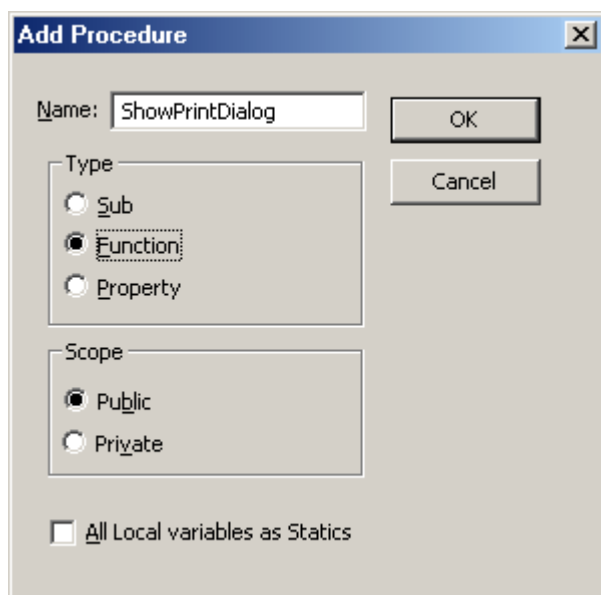 Add Procedure
Name: ShowPrintDialog
OK
Cancel
Type
Sub
Function
Property
Scope
Public
Private
All Local variables as Statics